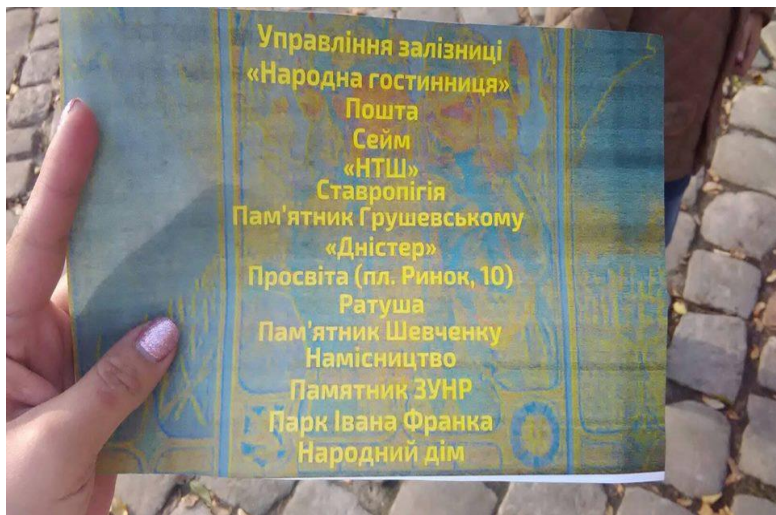 Управління залізниці
«Народна гостинниця»
Пошта
Сейм
«НТШ»
Ставропігія
Пам'ятник Грушевському
«Дністер»
Просвіта (пл. Ринок, 10)
Ратуша
Пам'ятник Шевченку
Намісництво
Памятник ЗУНР
Парк Івана Франка
Народний дім